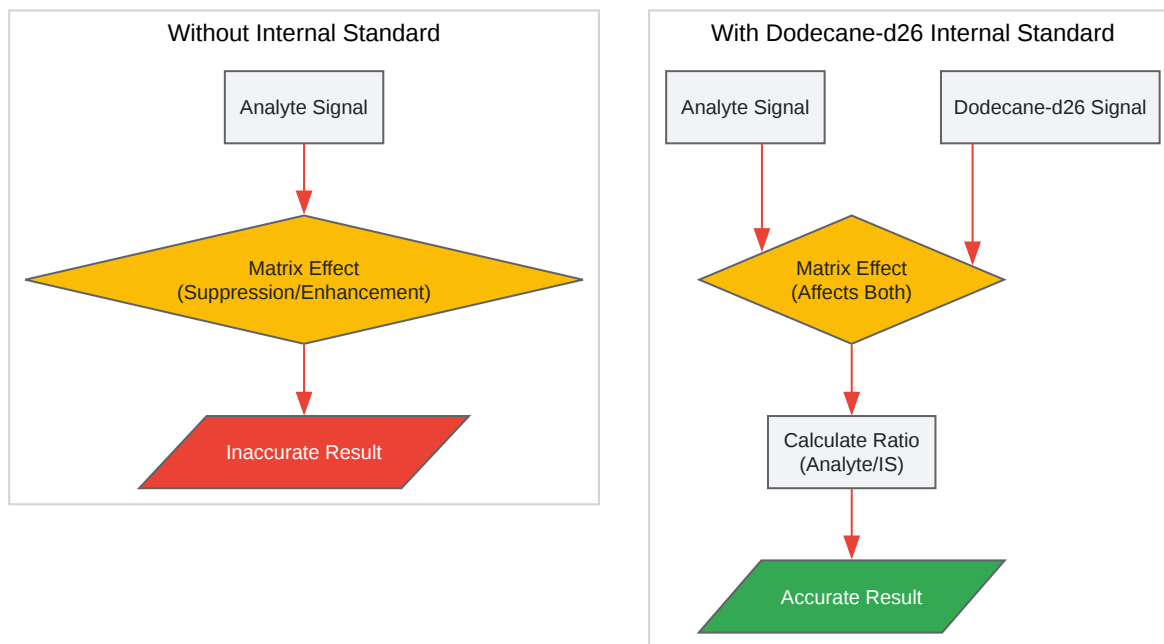 Without Internal Standard
Analyte Signal
Matrix Effect
(Suppression/Enhancement)
Inaccurate Result
With Dodecane-d26 Internal Standard
Analyte Signal
Dodecane-d26 Signal
Matrix Effect
(Affects Both)
Calculate Ratio
(Analyte/IS)
Accurate Result